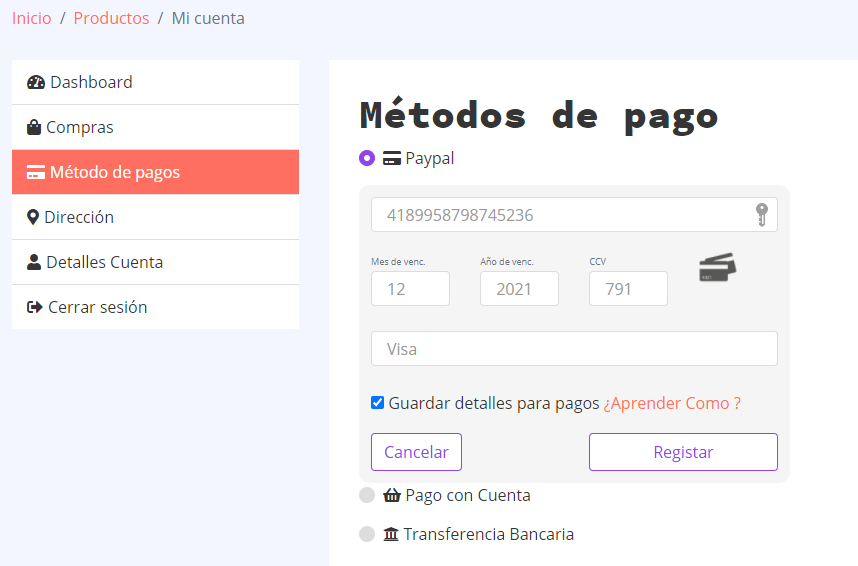 Inicio / Productos / Mi cuenta
Dashboard
Compras
Método de pagos
Dirección
Detalles Cuenta
Cerrar sesión
Métodos de pago
Paypal
4189958798745236
Mes de venc. Año de venc. CCV
12 2021 791
Visa
Guardar detalles para pagos ¿Aprender Como ?
Cancelar Registar
Pago con Cuenta
Transferencia Bancaria